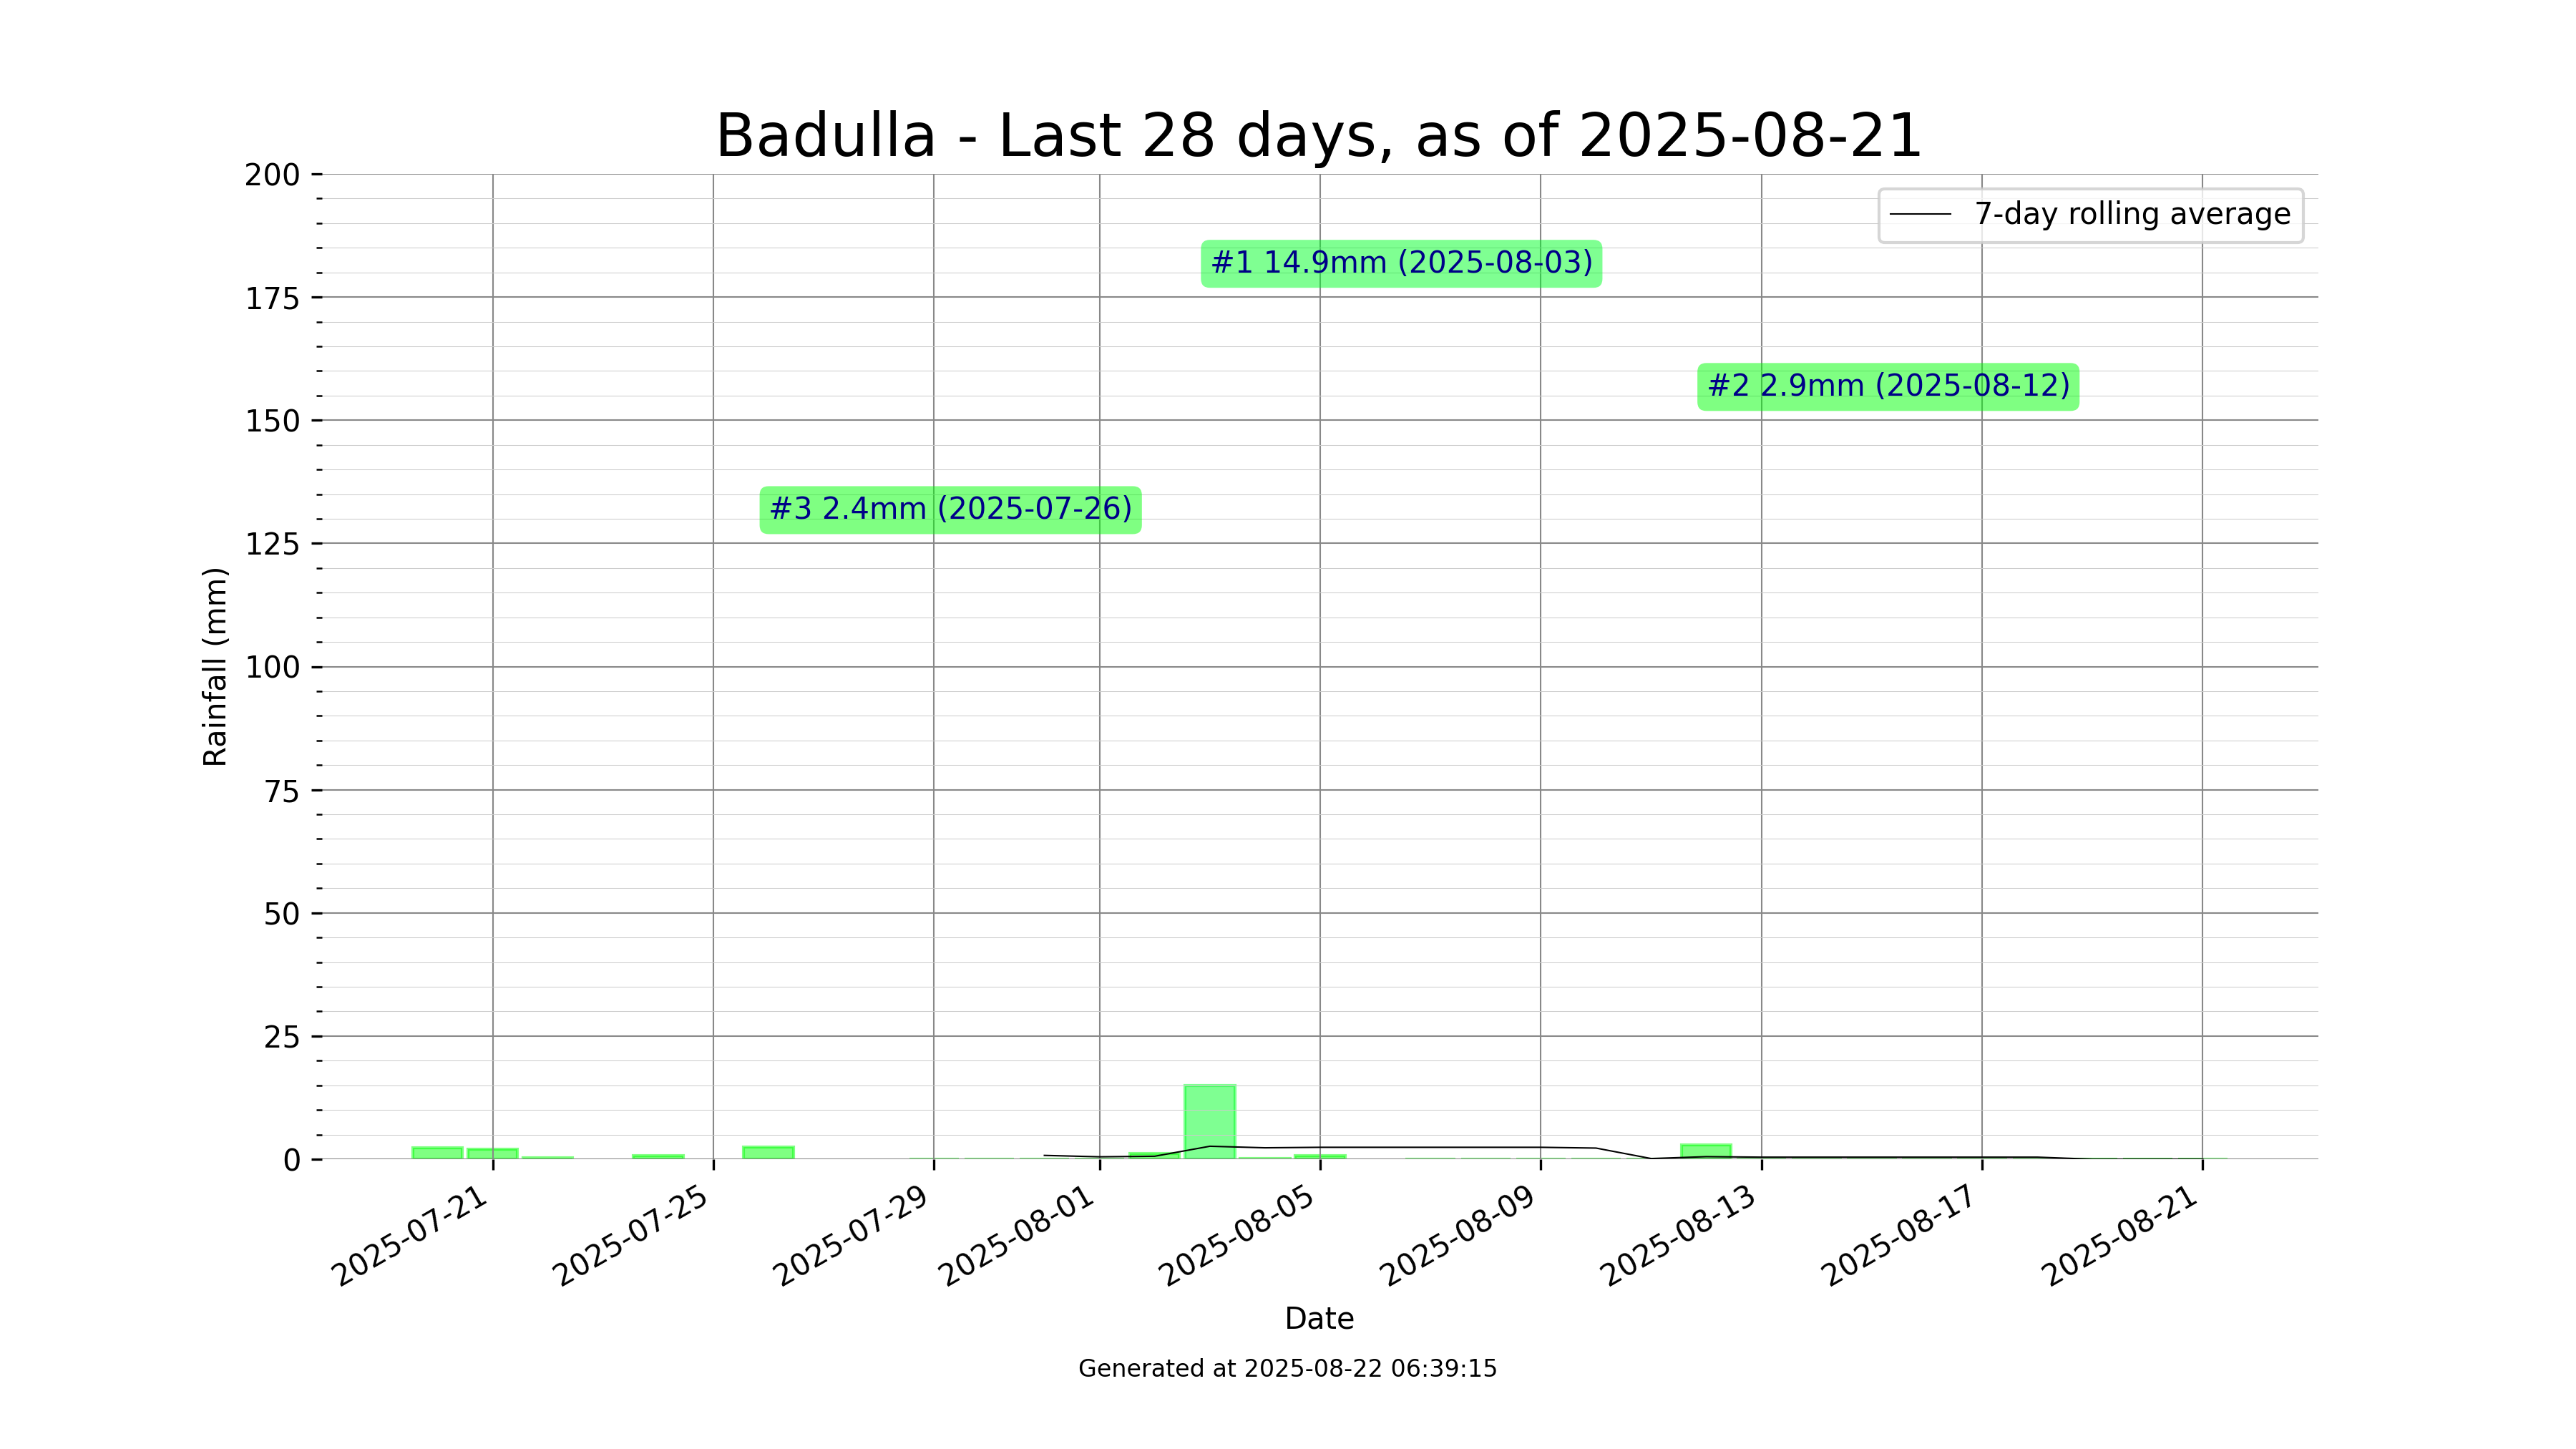 Badulla - Last 28 days, as of 2025-08-21
7-day rolling average
#1 14.9mm (2025-08-03)
#2 2.9mm (2025-08-12)
#3 2.4mm (2025-07-26)
Rainfall (mm)
200
175
150
125
100
75
50
25
0
2025-07-21
2025-07-25
2025-07-29
2025-08-01
2025-08-05
2025-08-09
2025-08-13
2025-08-17
2025-08-21
Date
Generated at 2025-08-22 06:39:15